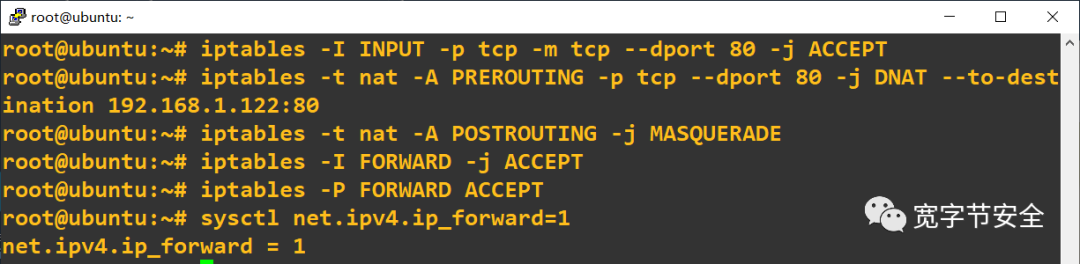 root@ubuntu: ~
root@ubuntu:~# iptables -I INPUT -p tcp -m tcp --dport 80 -j ACCEPT
root@ubuntu:~# iptables -t nat -A PREROUTING -p tcp --dport 80 -j DNAT --to-dest
ination 192.168.1.122:80
root@ubuntu:~# iptables -t nat -A POSTROUTING -j MASQUERADE
root@ubuntu:~# iptables -I FORWARD -j ACCEPT
root@ubuntu:~# iptables -P FORWARD ACCEPT
root@ubuntu:~# sysctl net.ipv4.ip_forward=1
net.ipv4.ip_forward = 1
宽字节安全